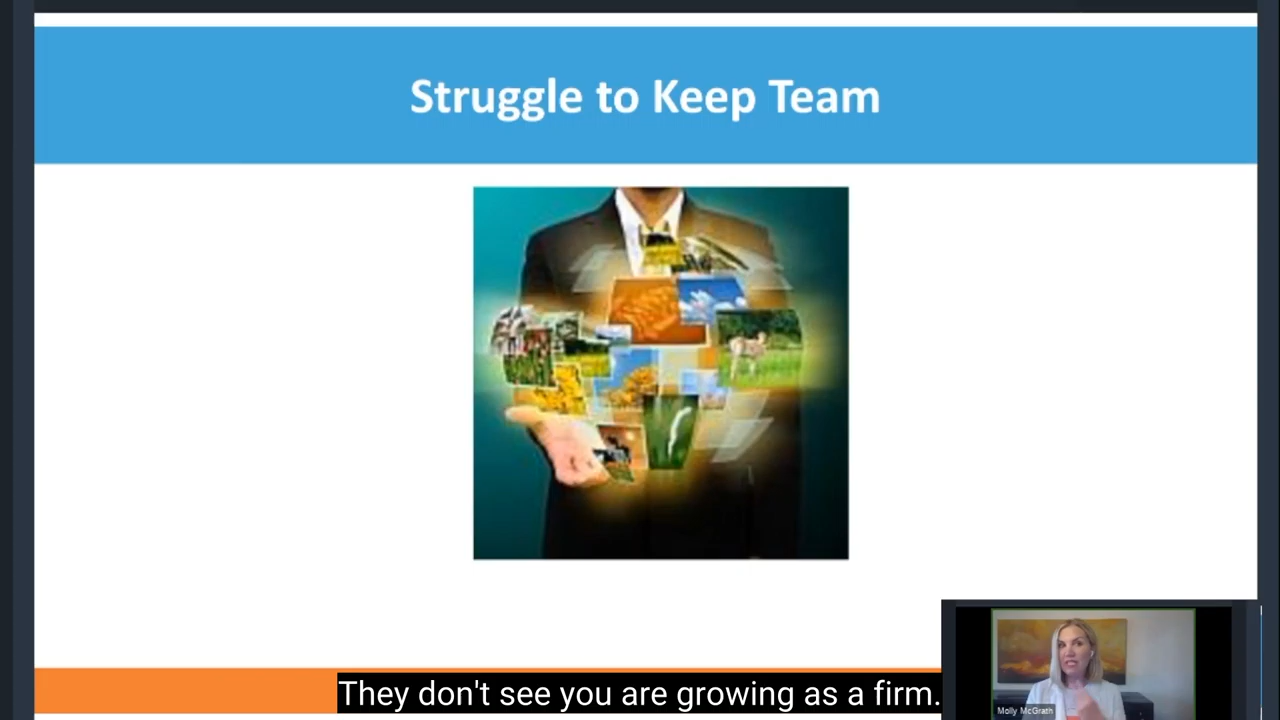 Struggle to Keep Team
They don't see you are growing as a firm.
Molly McGrath